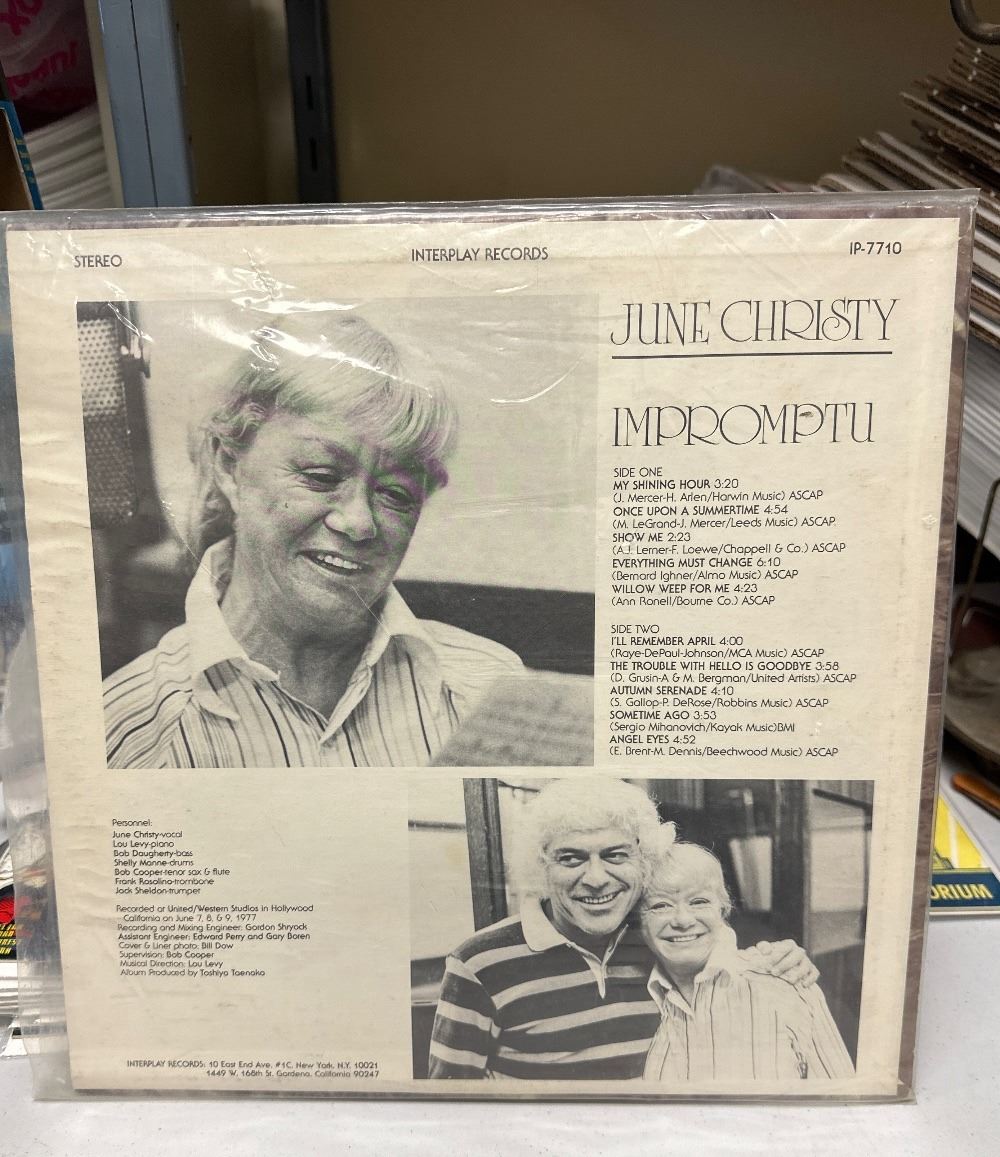 STEREO
INTERPLAY RECORDS
IP-7710
JUNE CHRISTY
IMPROMPTU
SIDE ONE
MY SHINING HOUR 3:20
(J. Mercer-H. Arlen/Harwin Music) ASCAP
ONCE UPON A SUMMERTIME 4:54
(M. LeGrand-J. Mercer/Leeds Music) ASCAP
SHOW ME 2:23
(A.J. Lerner-F. Loewe/Chappell & Co.) ASCAP
EVERYTHING MUST CHANGE 6:10
(Bernard Ighner/Almo Music) ASCAP
WILLOW WEEP FOR ME 4:23
(Ann Ronell/Bourne Co.) ASCAP
SIDE TWO
I'LL REMEMBER APRIL 4:00
(Raye-DePaul-Johnson/MCA Music) ASCAP
THE TROUBLE WITH HELLO IS GOODBYE 3:58
(D. Grusin-A & M. Bergman/United Artists) ASCAP
AUTUMN SERENADE 4:10
(S. Gallop-P. DeRose/Robbins Music) ASCAP
SOMETIME AGO 3:53
(Sergio Mihanovich/Kayak Music)BMI
ANGEL EYES 4:52
(E. Brent-M. Dennis/Beechwood Music) ASCAP
Personnel:
June Christy-vocal
Lou Levy-piano
Bob Daugherty-bass
Shelly Manne-drums
Bob Cooper-tenor sax & flute
Frank Rosolino-trombone
Jack Sheldon-trumpet
Recorded at United/Western Studios in Hollywood
California on June 7, 8, & 9, 1977
Recording and Mixing Engineer: Gordon Shryock
Assistant Engineer: Edward Perry and Gary Boren
Cover & Liner photo: Bill Dow
Supervision: Bob Cooper
Musical Direction: Lou Levy
Album Produced by Toshiya Taenaka
INTERPLAY RECORDS: 10 East End Ave. #1C, New York, N.Y. 10021
1449 W. 168th St. Gardena, California 90247
ORIUM